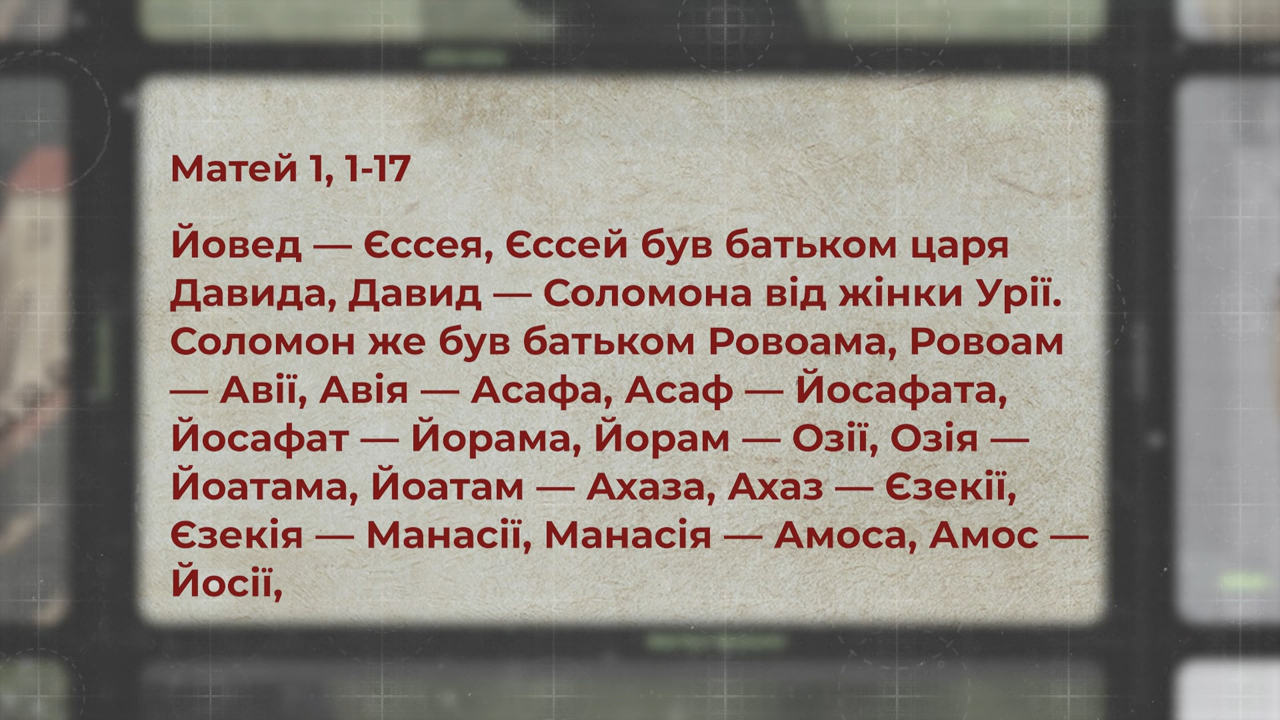 Матей 1, 1-17
Йовед — Єссея, Єссей був батьком царя
Давида, Давид — Соломона від жінки Урії.
Соломон же був батьком Ровоама, Ровоам
— Авії, Авія — Асафа, Асаф — Йосафата,
Йосафат — Йорама, Йорам — Озії, Озія —
Йоатама, Йоатам — Ахаза, Ахаз — Єзекії,
Єзекія — Манасії, Манасія — Амоса, Амос —
Йосії,